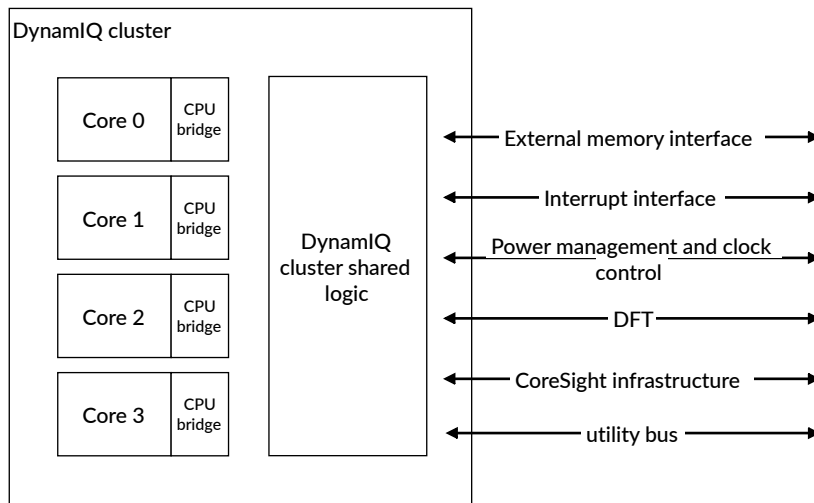 DynamIQ cluster
Core 0
CPU
bridge
Core 1
CPU
bridge
Core 2
CPU
bridge
Core 3
CPU
bridge
DynamIQ
cluster shared
logic
External memory interface
Interrupt interface
Power management and clock
control
DFT
CoreSight infrastructure
utility bus